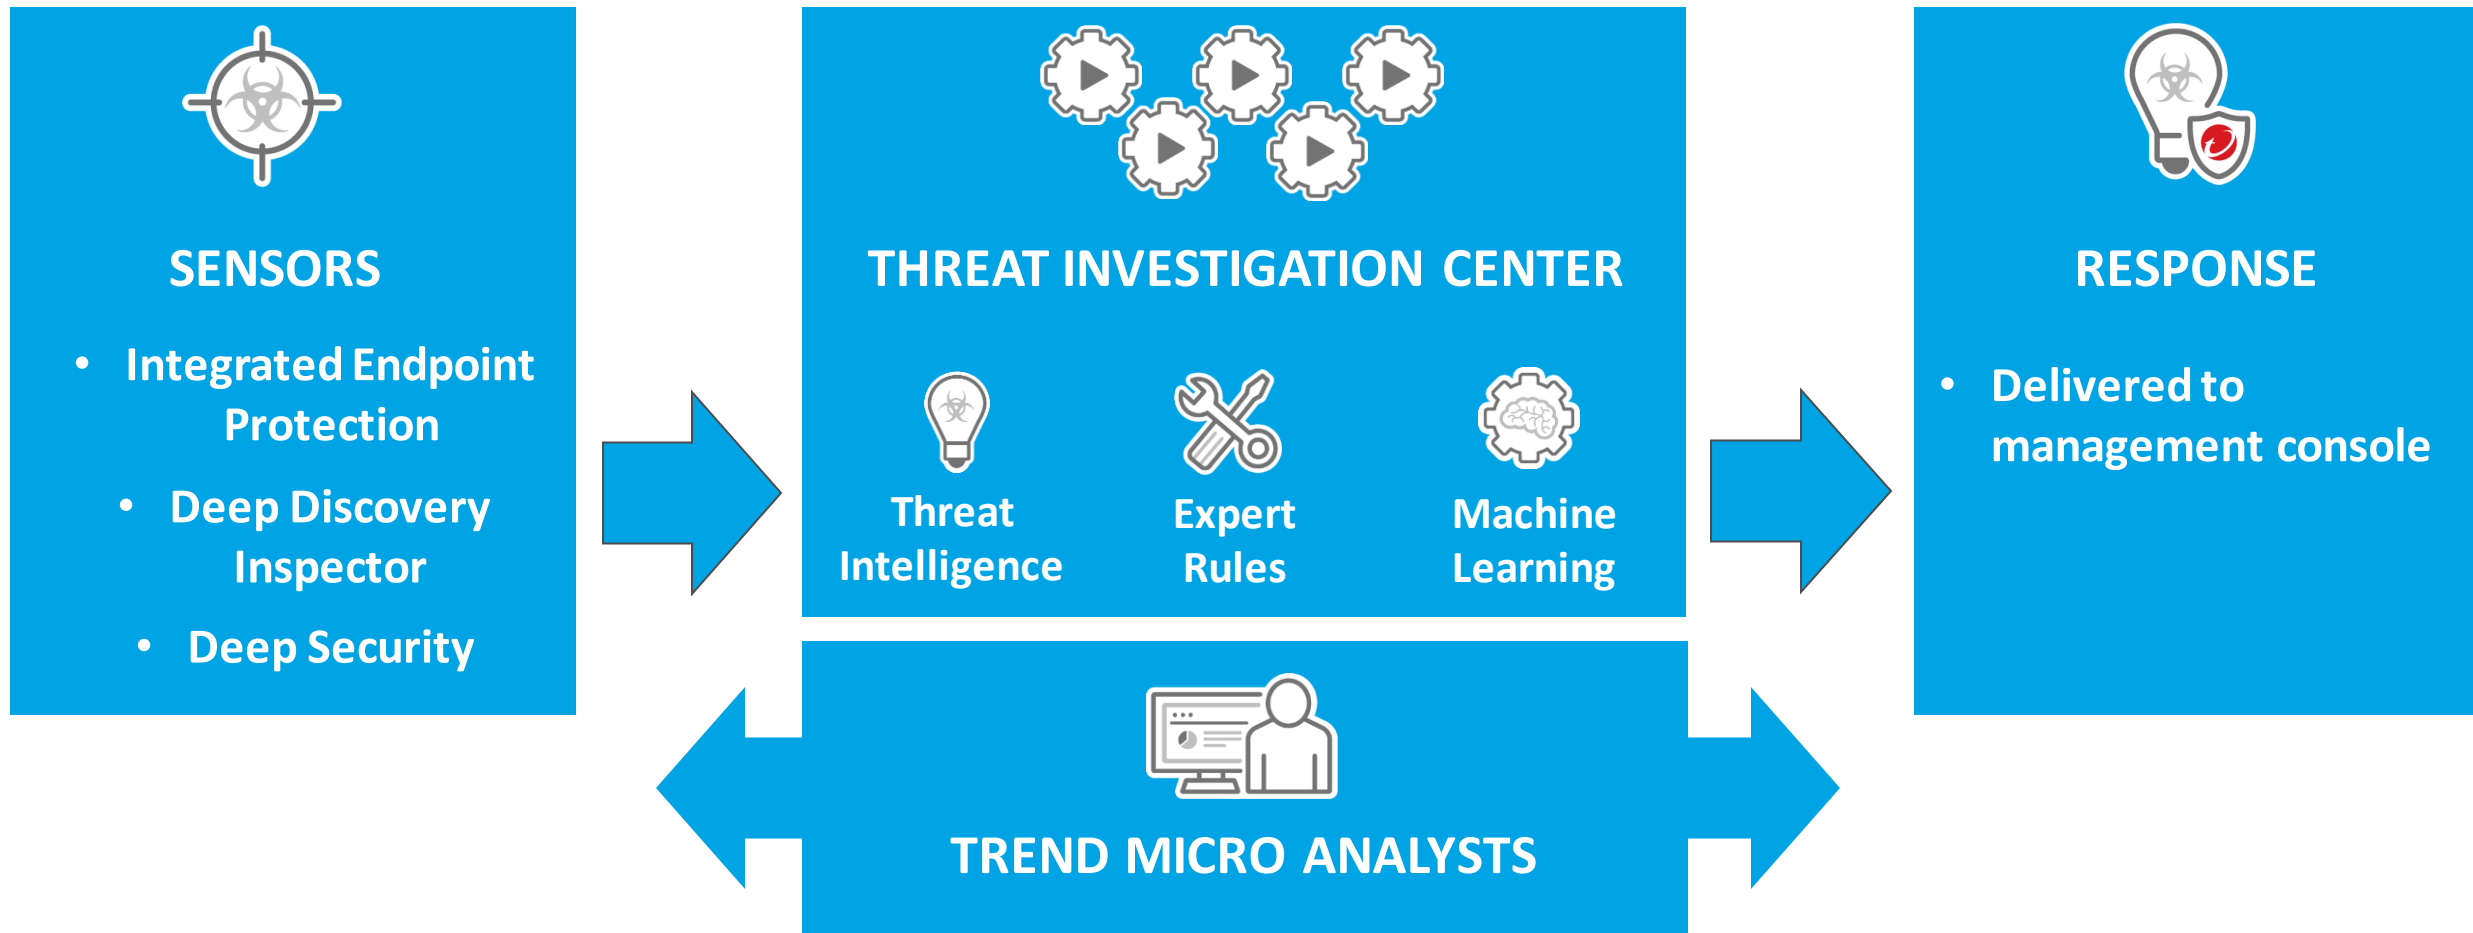 SENSORS
• Integrated Endpoint
Protection
• Deep Discovery
Inspector
• Deep Security
THREAT INVESTIGATION CENTER
Threat
Intelligence
Expert
Rules
Machine
Learning
RESPONSE
• Delivered to
management console
TREND MICRO ANALYSTS